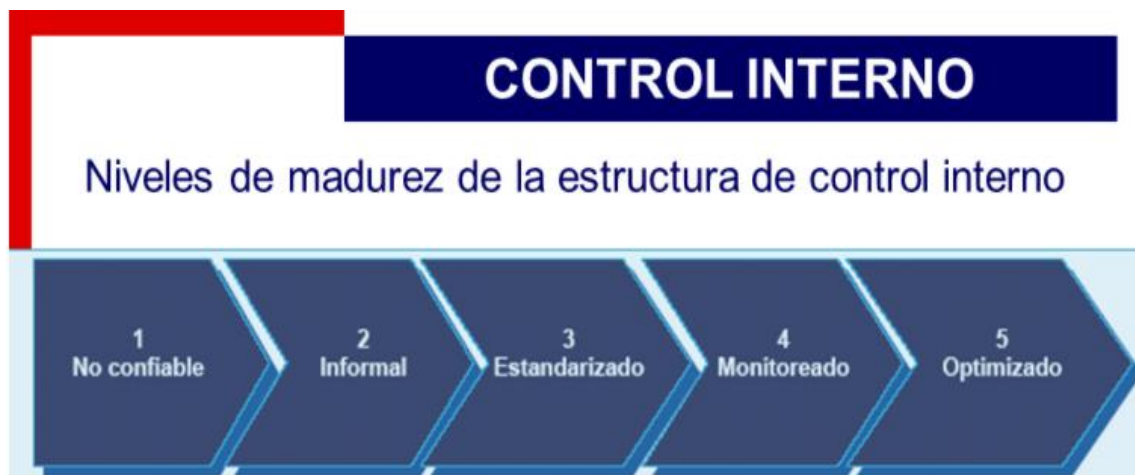 CONTROL INTERNO
Niveles de madurez de la estructura de control interno
1
No confiable
2
Informal
3
Estandarizado
4
Monitoreado
5
Optimizado